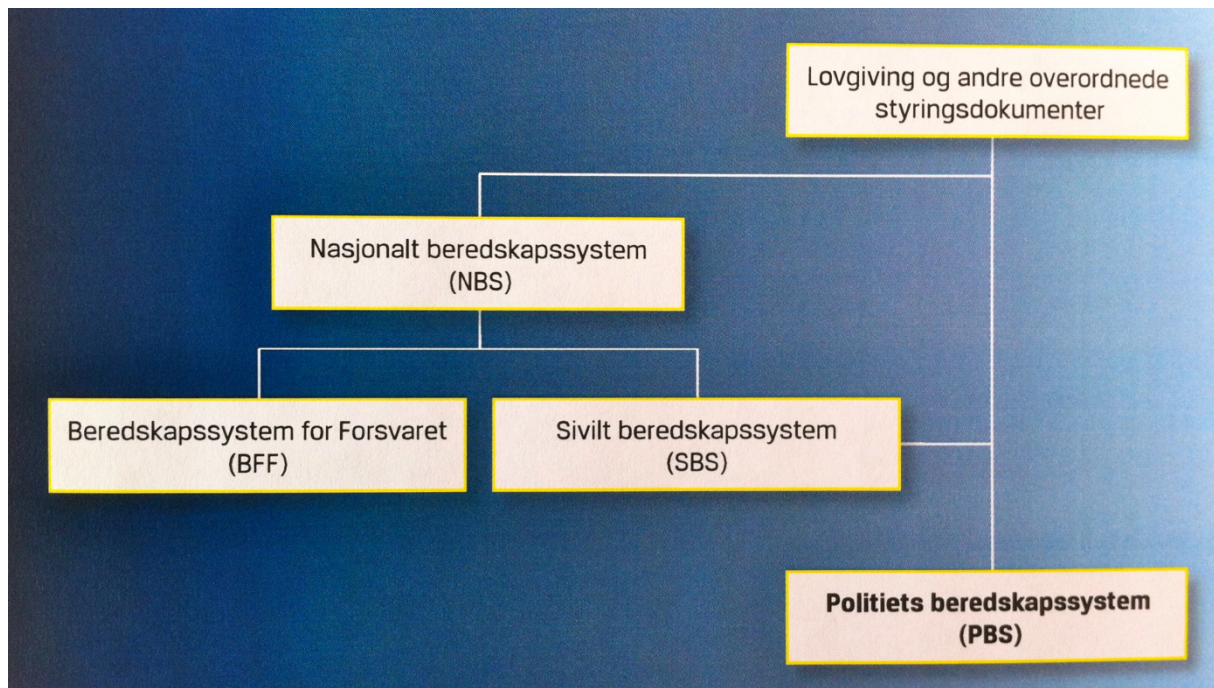 Lovgiving og andre overordnede
styringsdokumenter
Nasjonalt beredskapssystem
(NBS)
Beredskapssystem for Forsvaret
(BFF)
Sivilt beredskapssystem
(SBS)
Politiets beredskapssystem
(PBS)